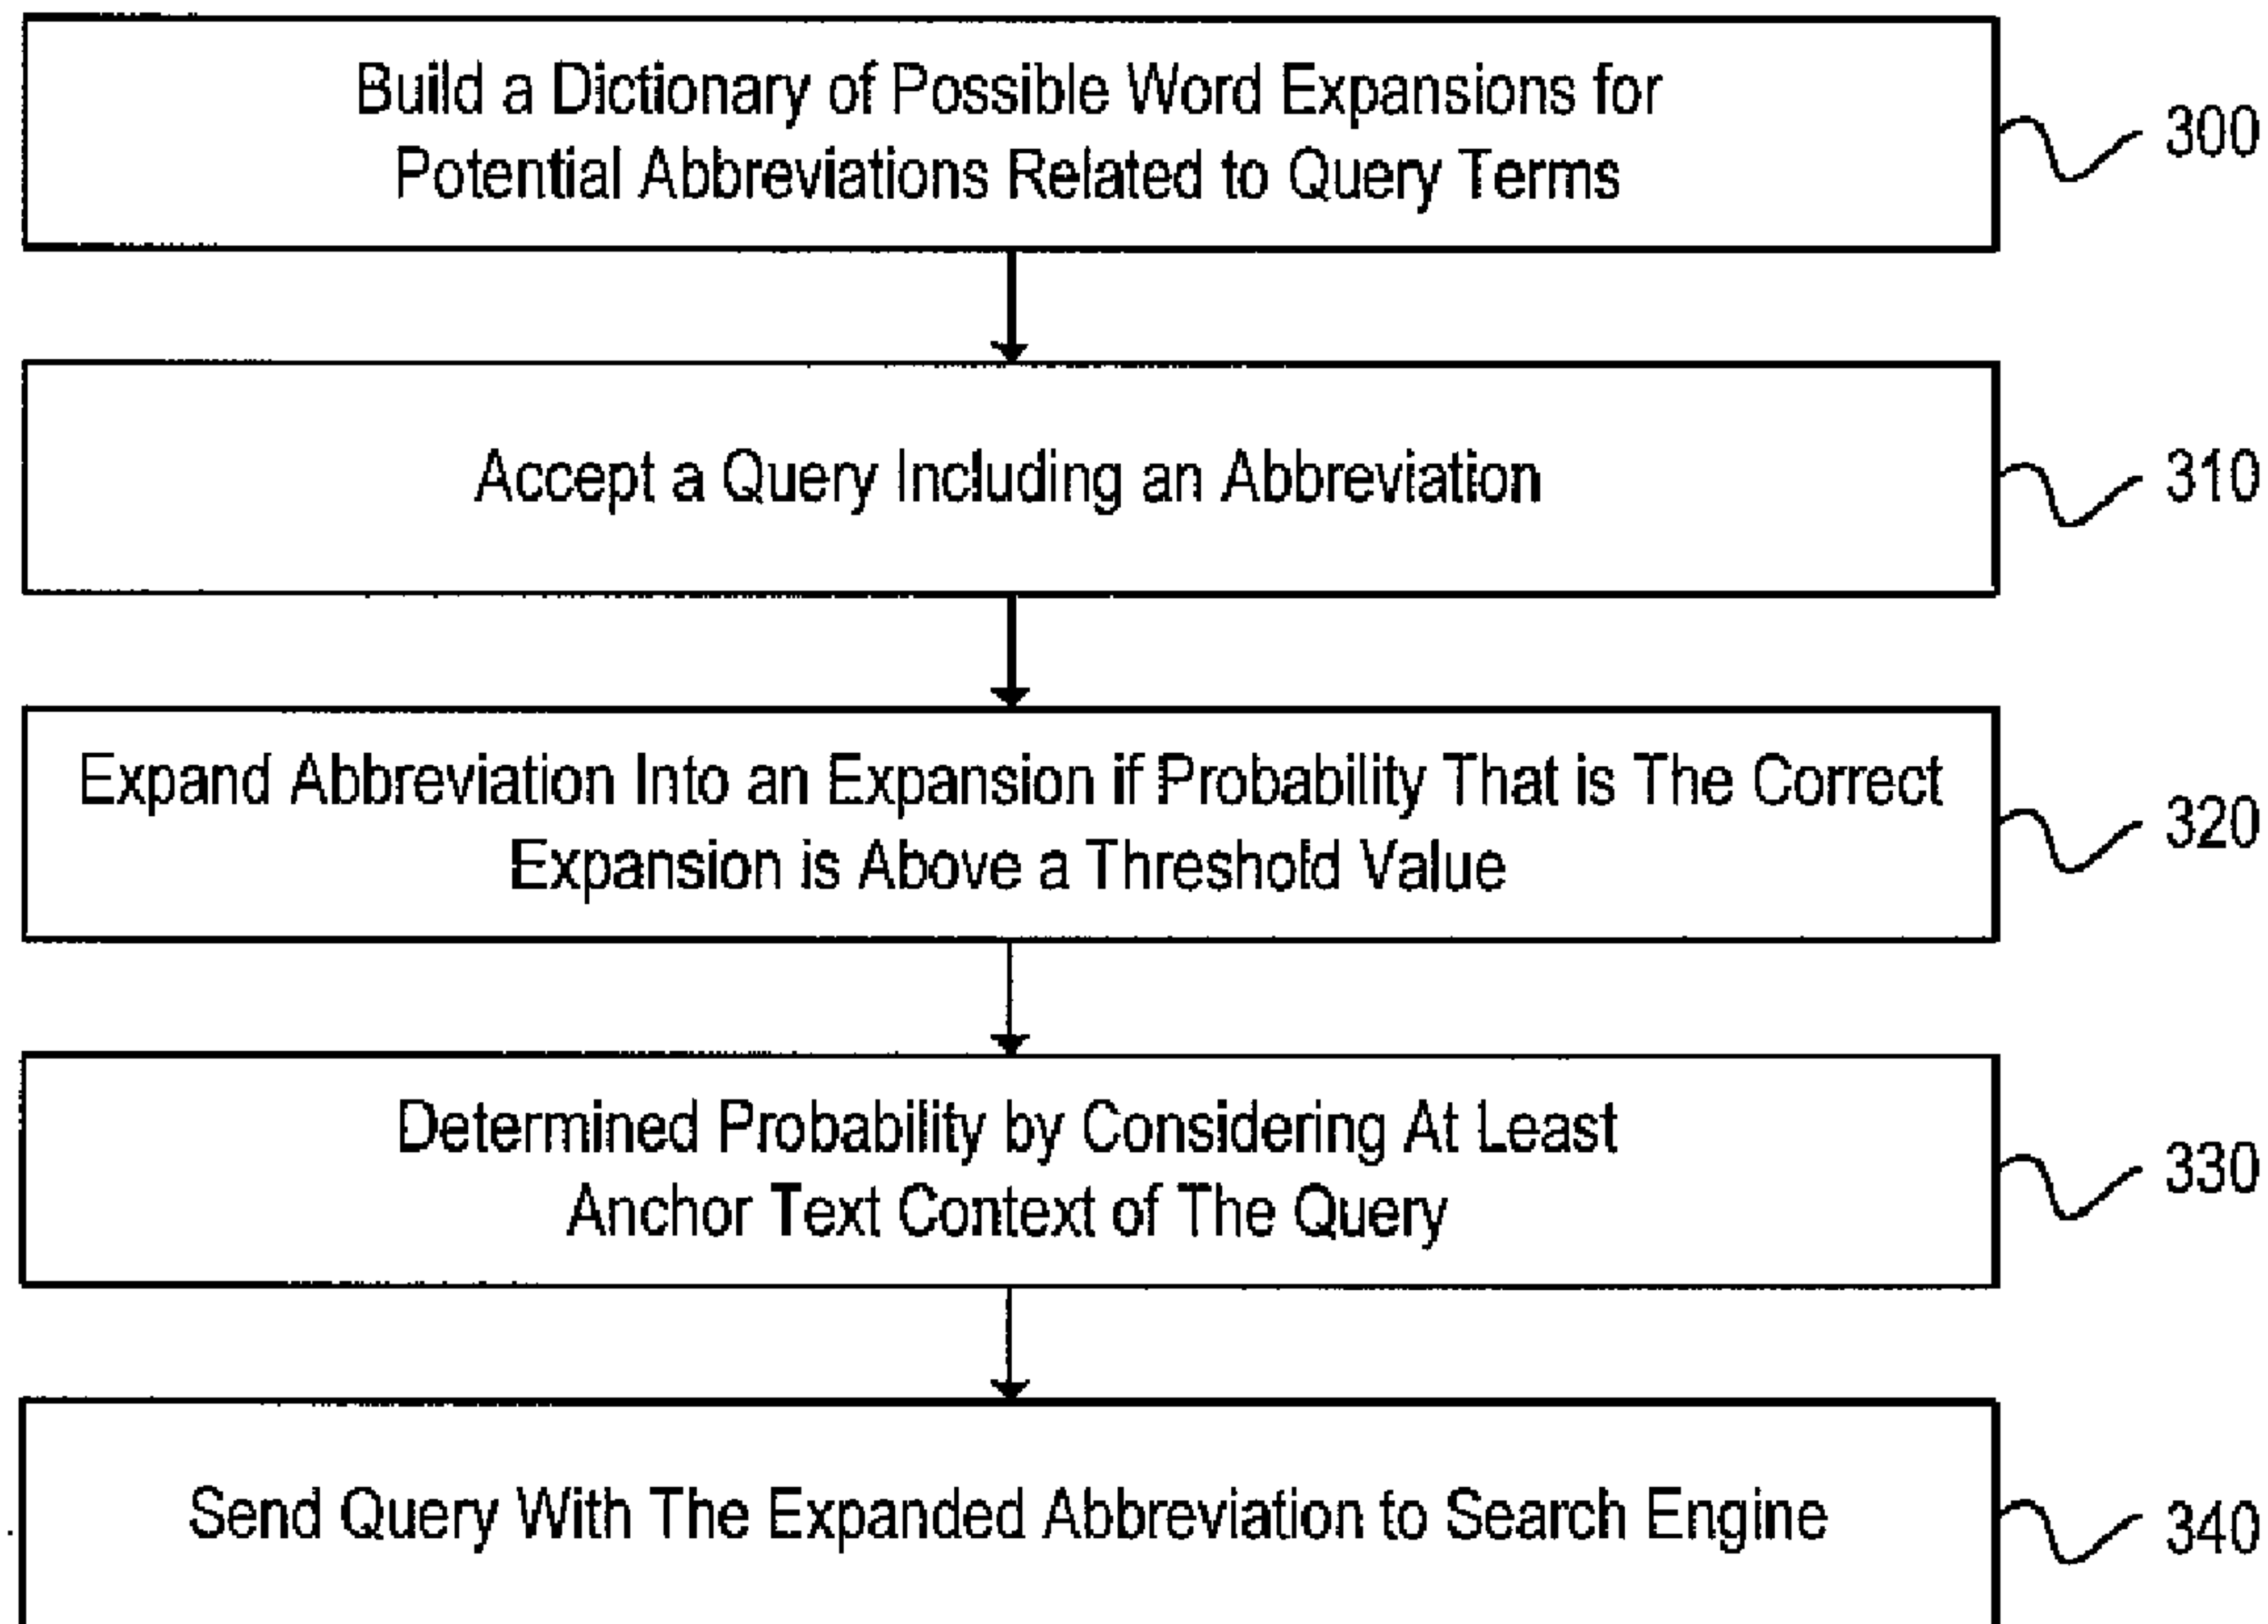 Build a Dictionary of Possible Word Expansions for
Potential Abbreviations Related to Query Terms
300
Accept a Query Including an Abbreviation
310
Expand Abbreviation Into an Expansion if Probability That is The Correct
Expansion is Above a Threshold Value
320
Determined Probability by Considering At Least
Anchor Text Context of The Query
330
Send Query With The Expanded Abbreviation to Search Engine
340